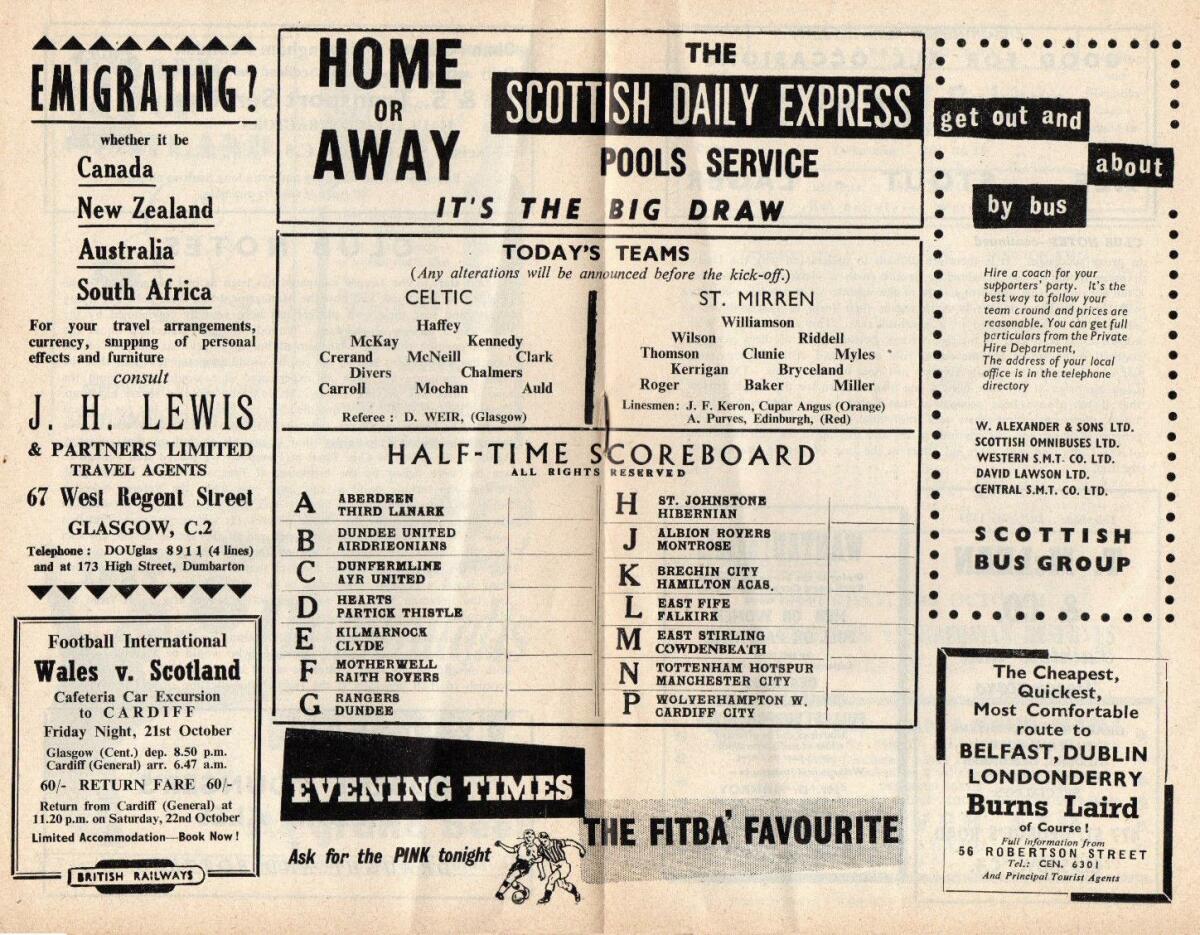 EMIGRATING?
whether it be
Canada
New Zealand
Australia
South Africa
For your travel arrangements,
currency, shipping of personal
effects and furniture
consult
J. H. LEWIS
& PARTNERS LIMITED
TRAVEL AGENTS
67 West Regent Street
GLASGOW, C.2
Telephone : DOUglas 8911 (4 lines)
and at 173 High Street, Dumbarton
Football International
Wales v. Scotland
Cafeteria Car Excursion
to CARDIFF
Friday Night, 21st October
Glasgow (Cent.) dep. 8.50 p.m.
Cardiff (General) arr. 6.47 a.m.
60/- RETURN FARE 60/-
Return from Cardiff (General) at
11.20 p.m. on Saturday, 22nd October
Limited Accommodation—Book Now!
BRITISH RAILWAYS
HOME
OR
AWAY
THE
SCOTTISH DAILY EXPRESS
POOLS SERVICE
IT'S THE BIG DRAW
TODAY'S TEAMS
(Any alterations will be announced before the kick-off.)
CELTIC
Haffey
McKay Kennedy
Crerand McNeill Clark
Divers Chalmers
Carroll Mochan Auld
Referee : D. WEIR, (Glasgow)
ST. MIRREN
Williamson
Wilson Riddell
Thomson Clunie Myles
Kerrigan Bryceland
Roger Baker Miller
Linesmen: J. F. Keron, Cupar Angus (Orange)
A. Purves, Edinburgh, (Red)
HALF-TIME SCOREBOARD
ALL RIGHTS RESERVED
A ABERDEEN
THIRD LANARK
B DUNDEE UNITED
AIRDRIEONIANS
C DUNFERMLINE
AYR UNITED
D HEARTS
PARTICK THISTLE
E KILMARNOCK
CLYDE
F MOTHERWELL
RAITH ROVERS
G RANGERS
DUNDEE
H ST. JOHNSTONE
HIBERNIAN
J ALBION ROVERS
MONTROSE
K BRECHIN CITY
HAMILTON ACAS.
L EAST FIFE
FALKIRK
M EAST STIRLING
COWDENBEATH
N TOTTENHAM HOTSPUR
MANCHESTER CITY
P WOLVERHAMPTON W.
CARDIFF CITY
EVENING TIMES
THE FITBA' FAVOURITE
Ask for the PINK tonight
get out and
about
by bus
Hire a coach for your
supporters' party. It's the
best way to follow your
team around and prices are
reasonable. You can get full
particulars from the Private
Hire Department,
The address of your local
office is in the telephone
directory
W. ALEXANDER & SONS LTD.
SCOTTISH OMNIBUSES LTD.
WESTERN S.M.T. CO. LTD.
DAVID LAWSON LTD.
CENTRAL S.M.T. CO. LTD.
SCOTTISH
BUS GROUP
The Cheapest,
Quickest,
Most Comfortable
route to
BELFAST, DUBLIN
LONDONDERRY
Burns Laird
of Course!
Full information from
56 ROBERTSON STREET
Tel.: CEN. 6301
And Principal Tourist Agents